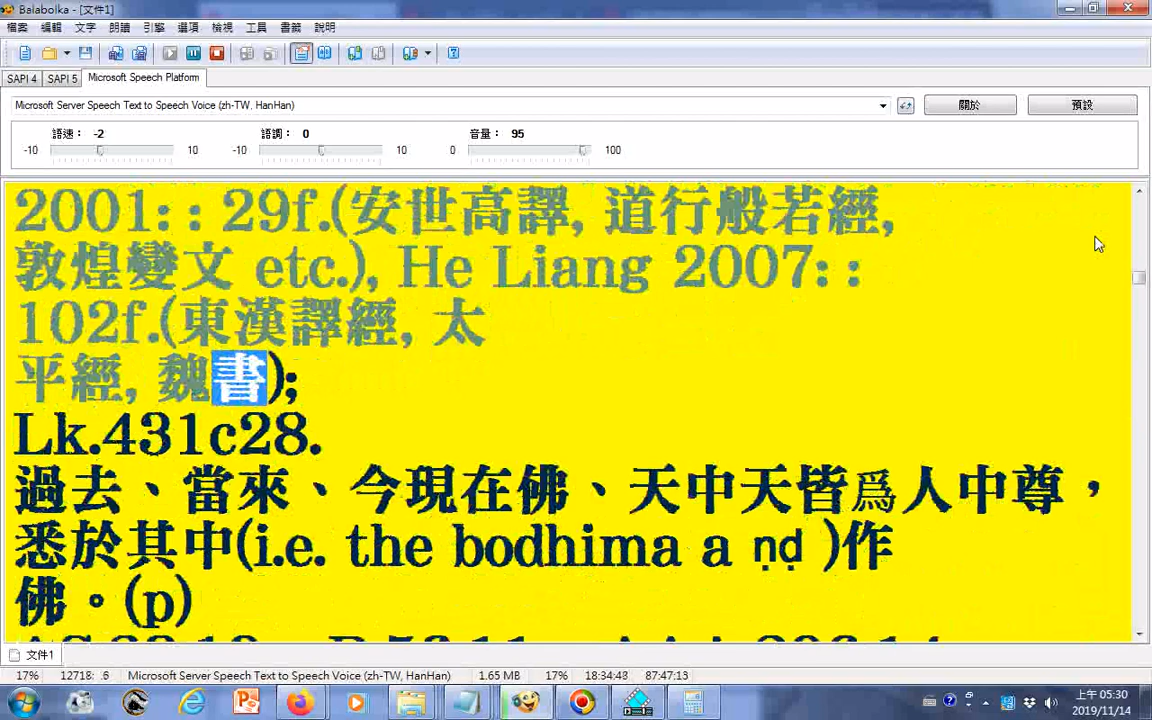 Balabolka - [文件1]
檔案 編輯 文字 朗讀 引擎 選項 檢視 工具 書籤 說明
SAPI 4 SAPI 5 Microsoft Speech Platform
Microsoft Server Speech Text to Speech Voice (zh-TW, HanHan) 關於 預設
語速： -2 語調： 0 音量： 95
-10 10 -10 10 0 100
2001: : 29f.(安世高譯, 道行般若經,
敦煌變文 etc.), He Liang 2007: :
102f.(東漢譯經, 太
平經, 魏書);
Lk.431c28.
過去、當來、今現在佛、天中天皆爲人中尊，
悉於其中(i.e. the bodhima a ṇḍ )作
佛。(p)
文件1
17% 12718: .6 Microsoft Server Speech Text to Speech Voice (zh-TW, HanHan) 1.65 MB 17% 18:34:48 87:47:13
上午 05:30
2019/11/14